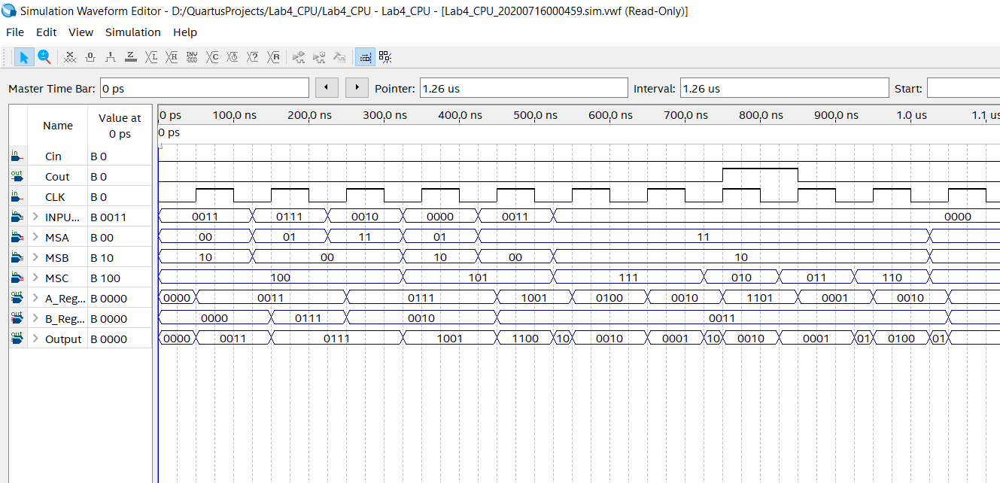 Simulation Waveform Editor - D:/QuartusProjects/Lab4_CPU/Lab4_CPU - Lab4_CPU - [Lab4_CPU_20200716000459.sim.vwf (Read-Only)]
File Edit View Simulation Help
Master Time Bar: 0 ps Pointer: 1.26 us Interval: 1.26 us Start:
Name Value at 0 ps
0 ps 100.0 ns 200.0 ns 300.0 ns 400.0 ns 500.0 ns 600.0 ns 700.0 ns 800.0 ns 900.0 ns 1.0 us 1.1 us
0 ps
in Cin B 0
out Cout B 0
in CLK B 0
in INPU... B 0011 0011 0111 0010 0000 0011 0000
in MSA B 00 00 01 11 01 11
in MSB B 10 10 00 10 00 10
in MSC B 100 100 101 111 010 011 110
out A_Reg... B 0000 0000 0011 0111 1001 0100 0010 1101 0001 0010
out B_Reg... B 0000 0000 0111 0010 0011
out Output B 0000 0000 0011 0111 1001 1100 10 0010 0001 10 0010 0001 01 0100 01